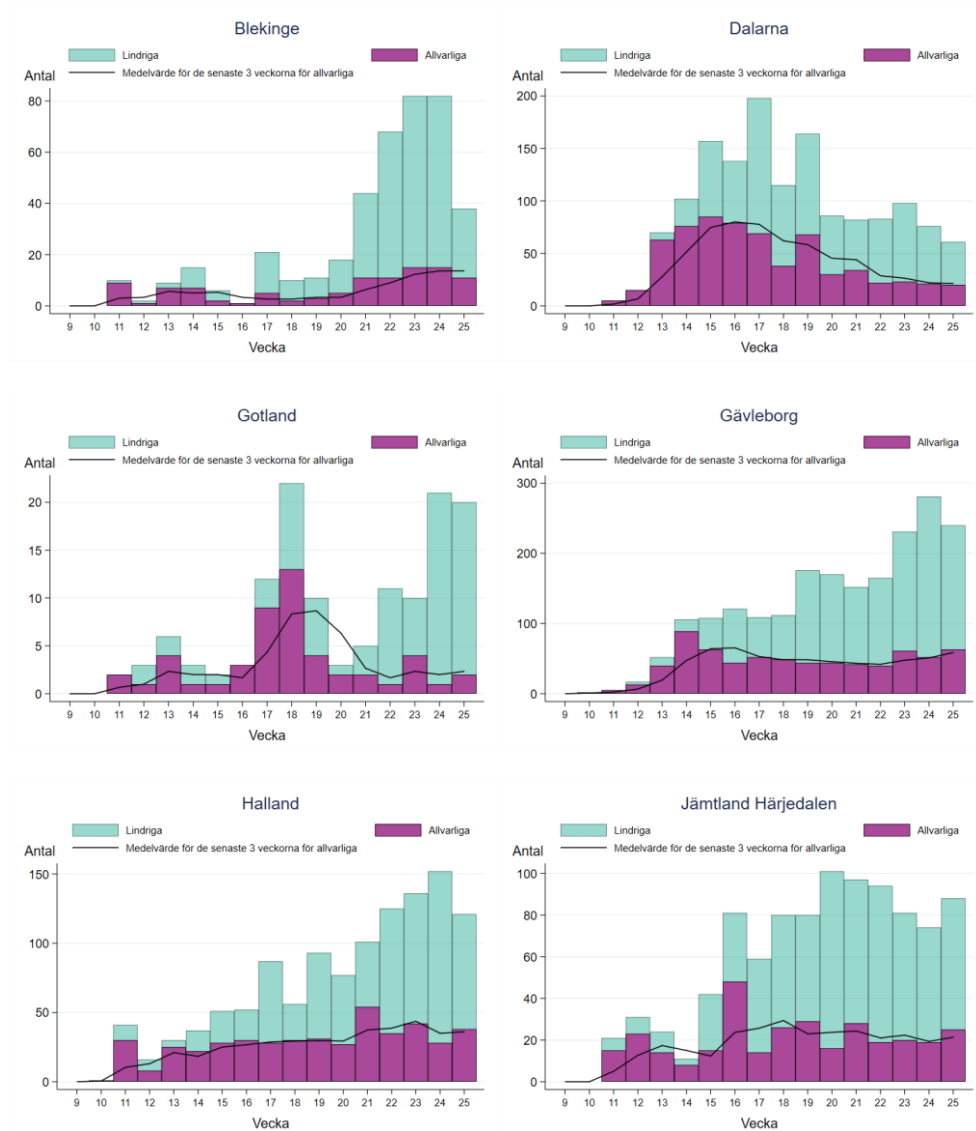 Blekinge
Lindriga
Allvarliga
Medelvärde för de senaste 3 veckorna för allvarliga
Antal
80
60
40
20
0
9 10 11 12 13 14 15 16 17 18 19 20 21 22 23 24 25
Vecka
Dalarna
Lindriga
Allvarliga
Medelvärde för de senaste 3 veckorna för allvarliga
Antal
200
150
100
50
0
9 10 11 12 13 14 15 16 17 18 19 20 21 22 23 24 25
Vecka
Gotland
Lindriga
Allvarliga
Medelvärde för de senaste 3 veckorna för allvarliga
Antal
20
15
10
5
0
9 10 11 12 13 14 15 16 17 18 19 20 21 22 23 24 25
Vecka
Gävleborg
Lindriga
Allvarliga
Medelvärde för de senaste 3 veckorna för allvarliga
Antal
300
200
100
0
9 10 11 12 13 14 15 16 17 18 19 20 21 22 23 24 25
Vecka
Halland
Lindriga
Allvarliga
Medelvärde för de senaste 3 veckorna för allvarliga
Antal
150
100
50
0
9 10 11 12 13 14 15 16 17 18 19 20 21 22 23 24 25
Vecka
Jämtland Härjedalen
Lindriga
Allvarliga
Medelvärde för de senaste 3 veckorna för allvarliga
Antal
100
80
60
40
20
0
9 10 11 12 13 14 15 16 17 18 19 20 21 22 23 24 25
Vecka